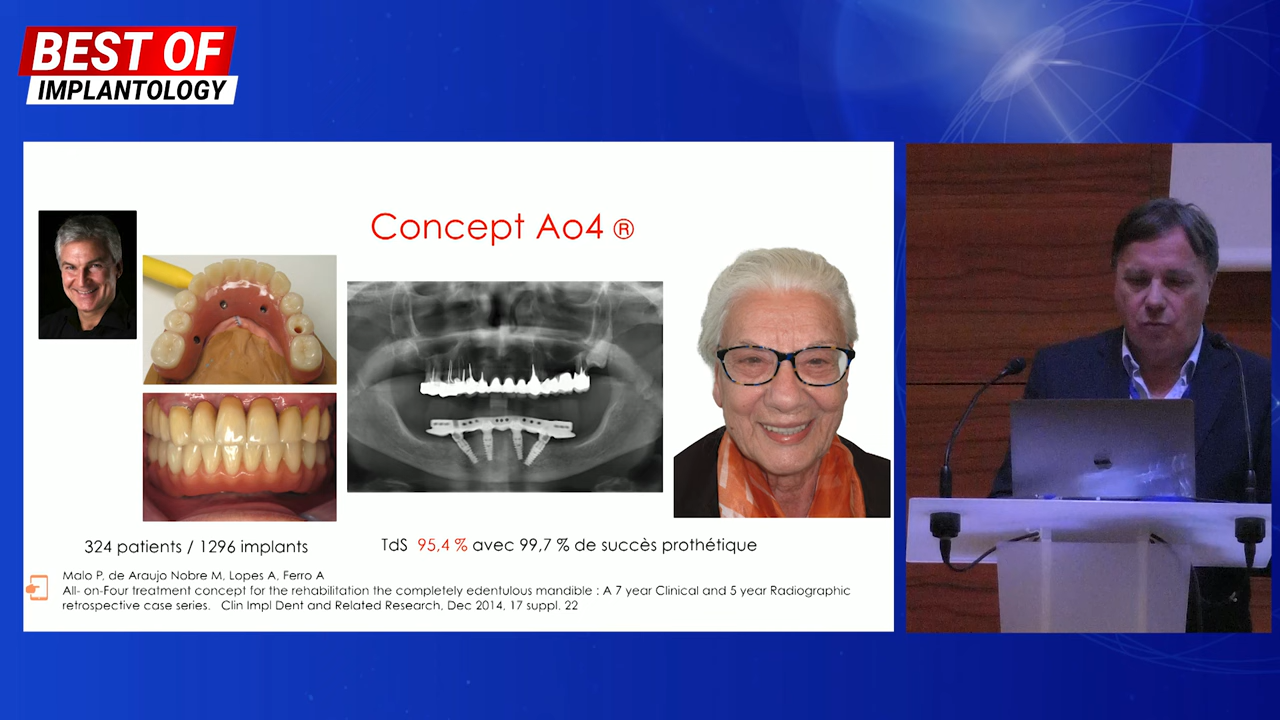 BEST OF
IMPLANTOLOGY
Concept Ao4 ®
324 patients / 1296 implants
TdS 95,4 % avec 99,7 % de succès prothétique
Malo P, de Araujo Nobre M, Lopes A, Ferro A
All- on-Four treatment concept for the rehabilitation the completely edentulous mandible : A 7 year Clinical and 5 year Radiographic
retrospective case series. Clin Impl Dent and Related Research, Dec 2014, 17 suppl. 22